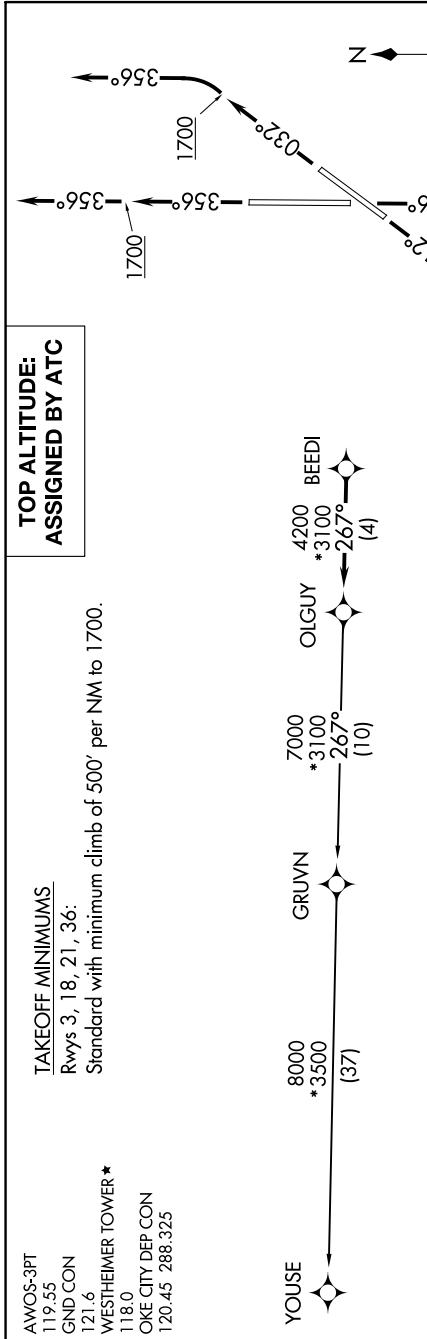 AWOS-3PT
119.55
GND CON
121.6
WESTHEIMER TOWER ★
118.0
OKE CITY DEP CON
120.45 288.325
TAKEOFF MINIMUMS
Rwys 3, 18, 21, 36:
Standard with minimum climb of 500' per NM to 1700.
TOP ALTITUDE:
ASSIGNED BY ATC
356°
1700
356°
356°
1700
032°
N
YOUSE
8000
*3500
(37)
GRUVN
7000
*3100
267°
(10)
OLGUY
4200
*3100
267°
(4)
BEEDI